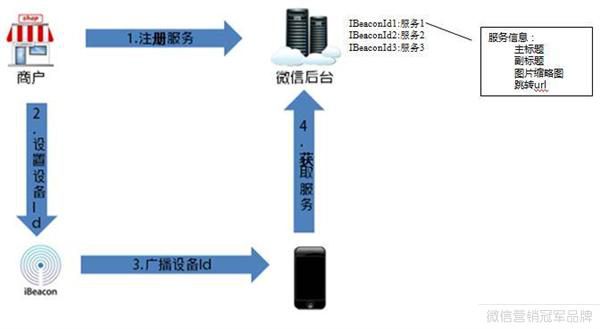 shop
1.注册服务
商户
微信后台
IBeaconId1:服务1
IBeaconId2:服务2
IBeaconId3:服务3
服务信息：
主标题
副标题
图片缩略图
跳转url
2.设置设备Id
4.获取服务
iBeacon
3.广播设备Id
微信营销冠军品牌